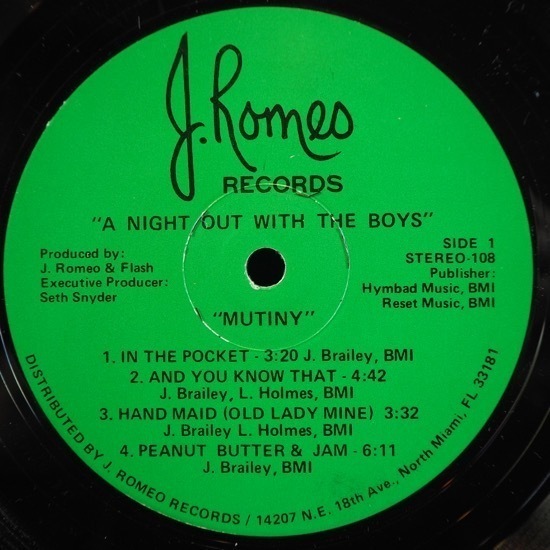 J. Romeo
RECORDS
"A NIGHT OUT WITH THE BOYS"
Produced by:
J. Romeo & Flash
Executive Producer:
Seth Snyder
SIDE 1
STEREO-108
Publisher:
Hymbad Music, BMI
Reset Music, BMI
"MUTINY"
1. IN THE POCKET - 3:20 J. Brailey, BMI
2. AND YOU KNOW THAT - 4:42
J. Brailey, L. Holmes, BMI
3. HAND MAID (OLD LADY MINE) 3:32
J. Brailey L. Holmes, BMI
4. PEANUT BUTTER & JAM - 6:11
J. Brailey, BMI
DISTRIBUTED BY J. ROMEO RECORDS / 14207 N.E. 18th Ave., North Miami, FL 33181